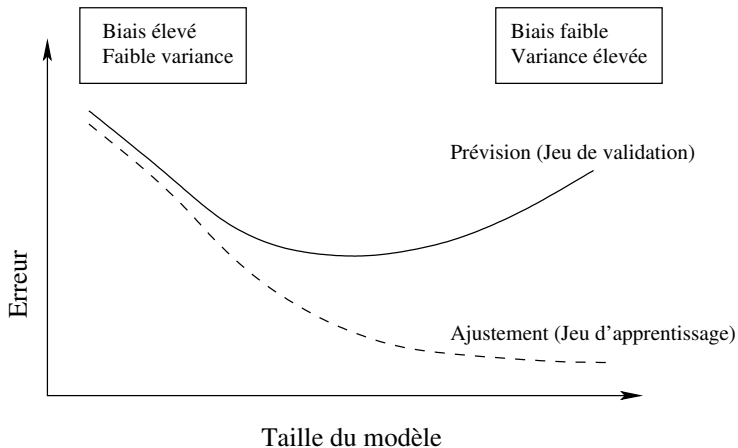 Biais élevé
Faible variance
Biais faible
Variance élevée
Prévision (Jeu de validation)
Erreur
Ajustement (Jeu d'apprentissage)
Taille du modèle